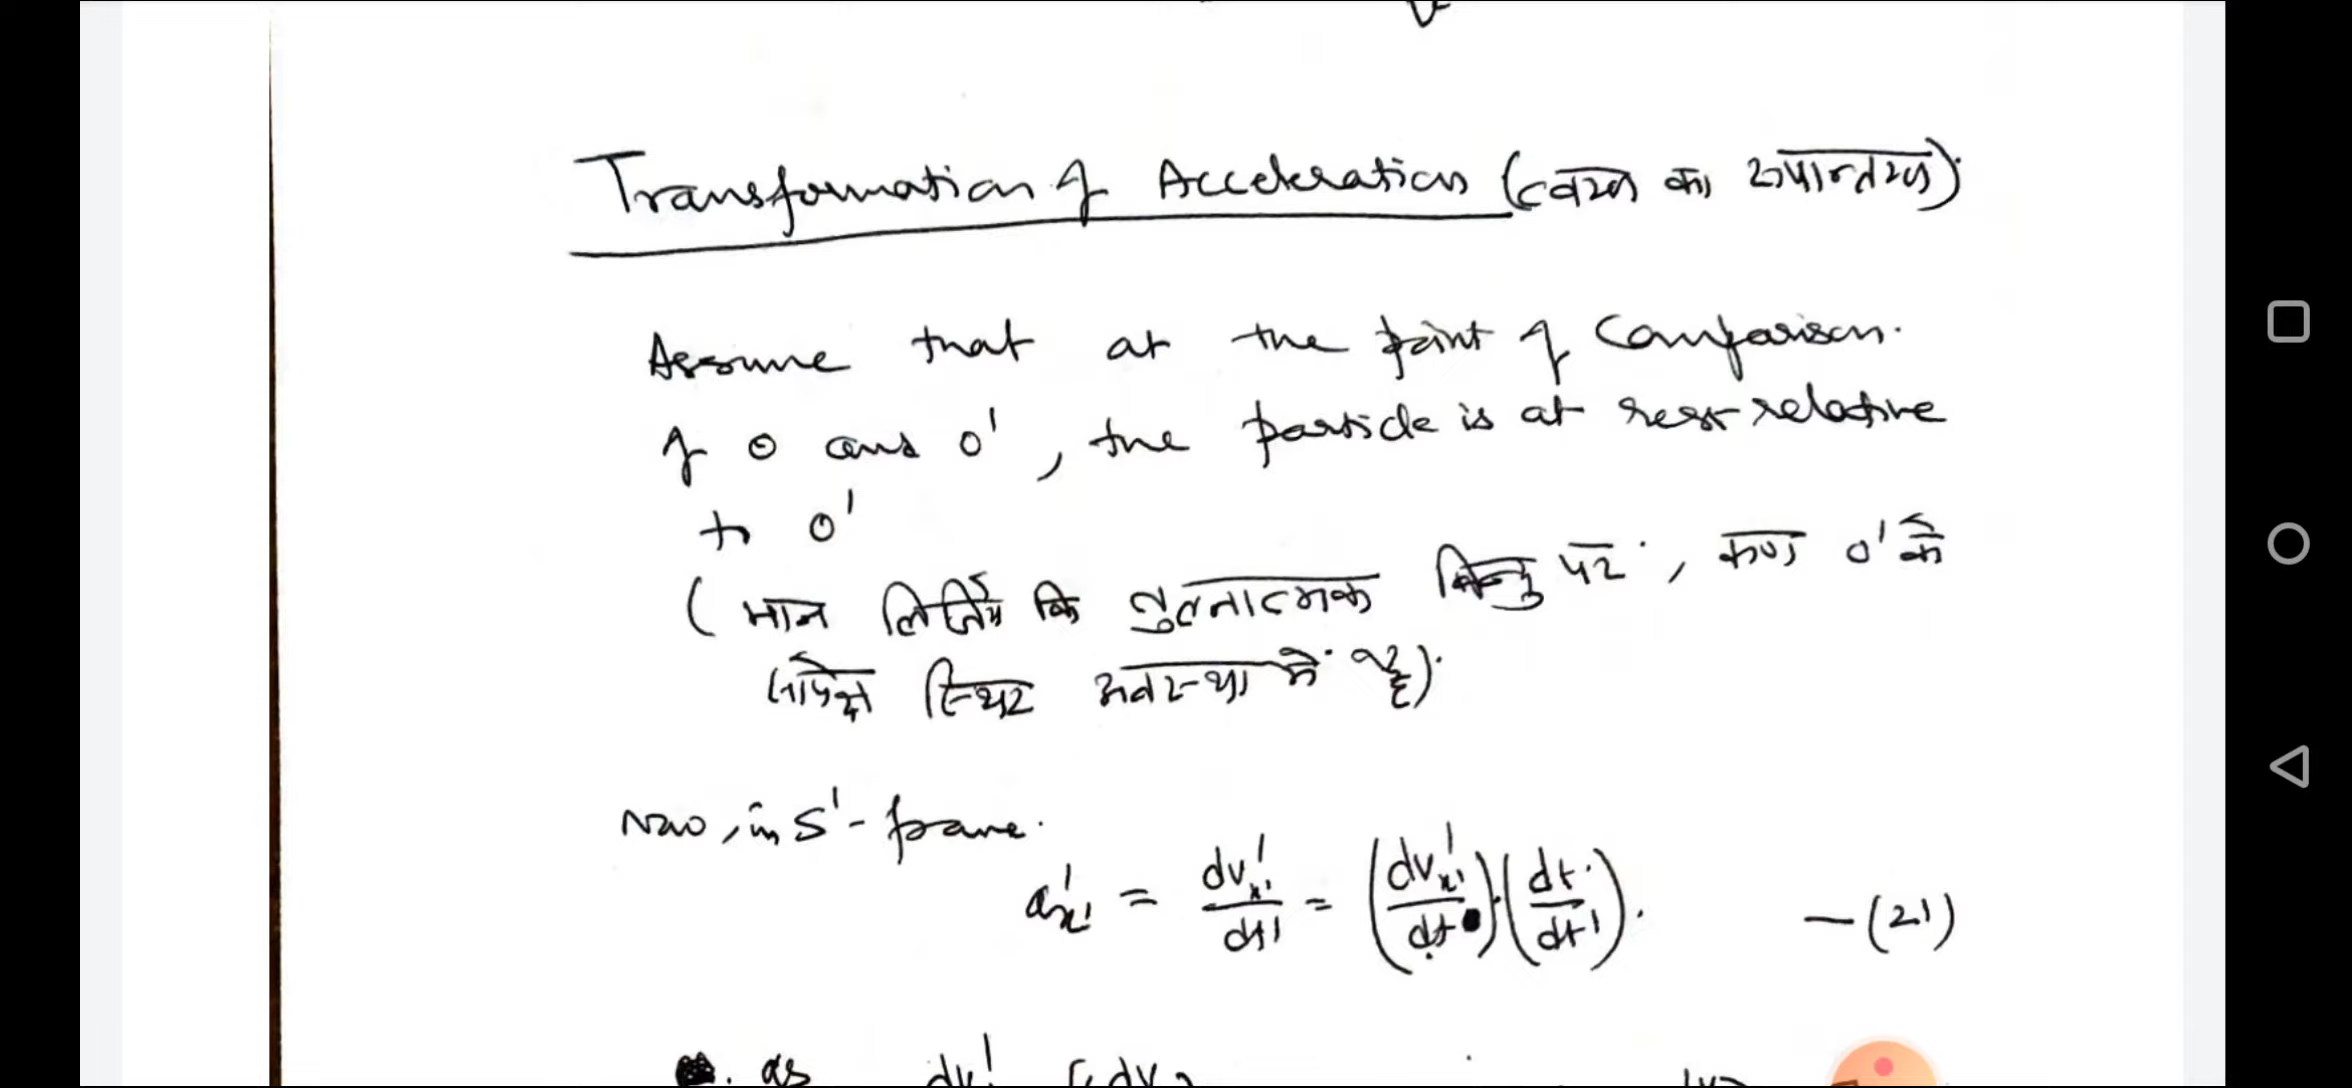 Transformation of Acceleration (त्वरण का रूपान्तरण)
Assume that at the point of Comparison.
of O and O', the particle is at rest relative
to O'
(मान लिजिए कि तुलनात्मक बिन्दु पर, कण O' के
सापेक्ष स्थिर अवस्था में है).
Now, in S'- frame.
a'x' = dv'x'/dt' = (dv'x'/dt).(dt/dt'). —(21)
. as